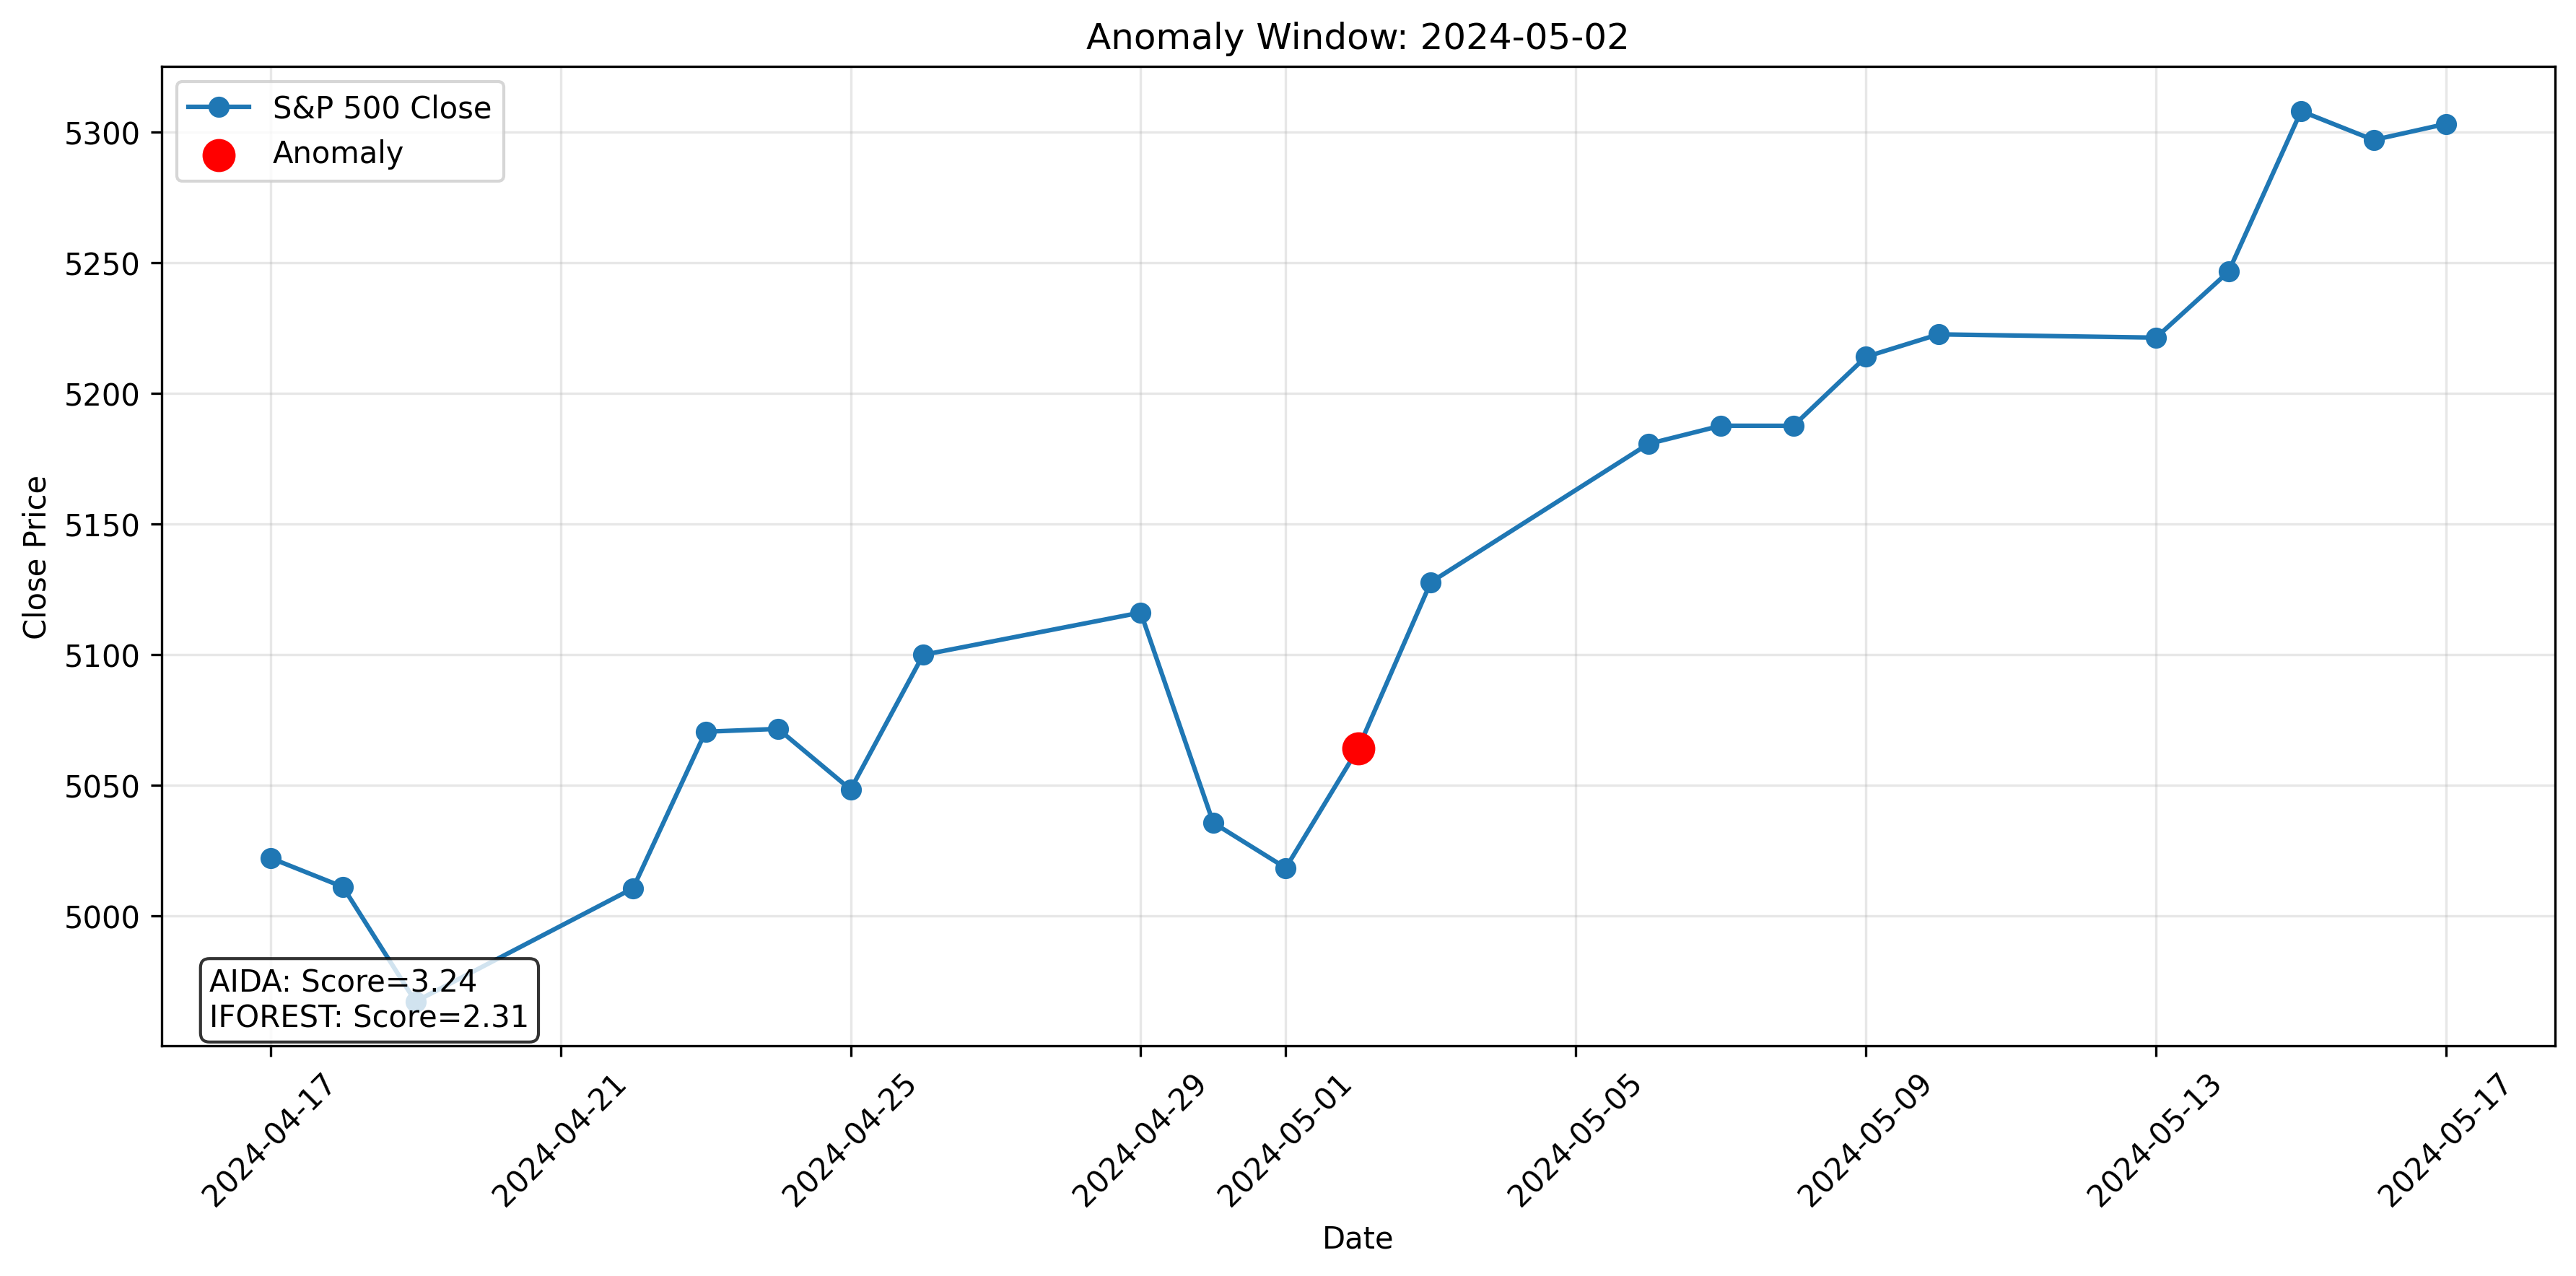 Anomaly Window: 2024-05-02
S&P 500 Close
Anomaly
Close Price
5300
5250
5200
5150
5100
5050
5000
AIDA: Score=3.24
IFOREST: Score=2.31
2024-04-17
2024-04-21
2024-04-25
2024-04-29
2024-05-01
2024-05-05
2024-05-09
2024-05-13
2024-05-17
Date